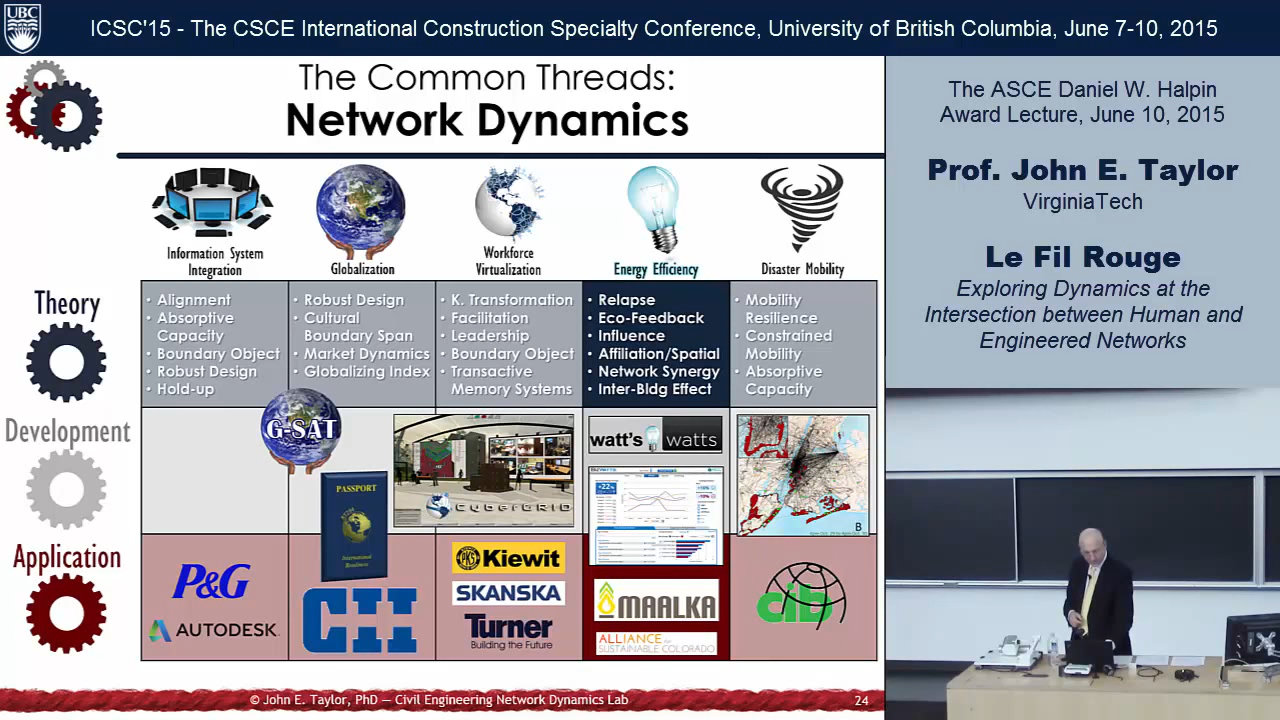 UBC
ICSC'15 - The CSCE International Construction Specialty Conference, University of British Columbia, June 7-10, 2015
The Common Threads:
Network Dynamics
The ASCE Daniel W. Halpin
Award Lecture, June 10, 2015
Prof. John E. Taylor
VirginiaTech
Le Fil Rouge
Exploring Dynamics at the
Intersection between Human and
Engineered Networks
Information System
Integration
Globalization
Workforce
Virtualization
Energy Efficiency
Disaster Mobility
Theory
• Alignment
• Absorptive
Capacity
• Boundary Object
• Robust Design
• Hold-up
• Robust Design
• Cultural
Boundary Span
• Market Dynamics
• Globalizing Index
• K. Transformation
• Facilitation
• Leadership
• Boundary Object
• Transactive
Memory Systems
• Relapse
• Eco-Feedback
• Influence
• Affiliation/Spatial
• Network Synergy
• Inter-Bldg Effect
• Mobility
Resilience
• Constrained
Mobility
• Absorptive
Capacity
Development
G-SAT
PASSPORT
International
CyberGRID
watt's watts
B
Application
P&G
AUTODESK
CII
Kiewit
SKANSKA
Turner
Building the Future
MAALKA
ALLIANCE for
SUSTAINABLE COLORADO
cib
© John E. Taylor, PhD — Civil Engineering Network Dynamics Lab
24